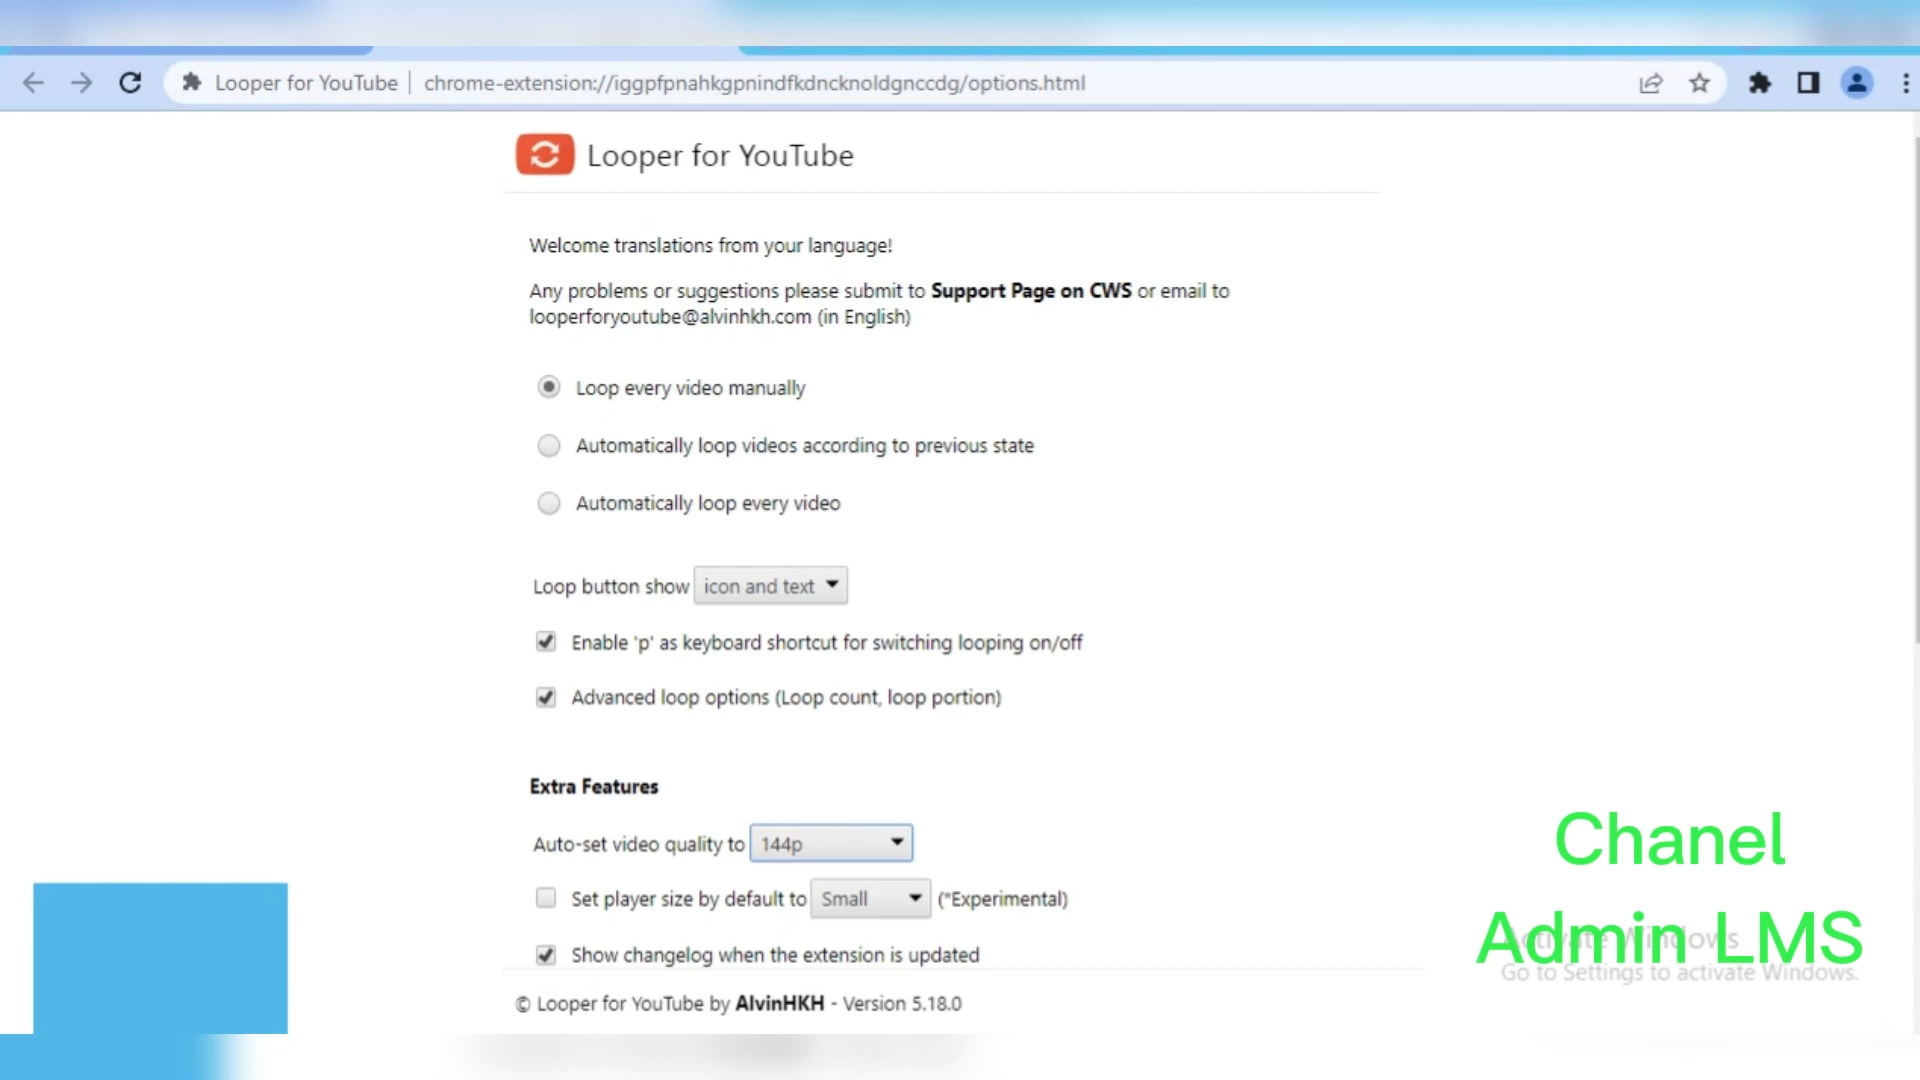 Looper for YouTube | chrome-extension://iggpfpnahkgpnindfkdncknoldgnccdg/options.html
Looper for YouTube
Welcome translations from your language!
Any problems or suggestions please submit to Support Page on CWS or email to
looperforyoutube@alvinhkh.com (in English)
Loop every video manually
Automatically loop videos according to previous state
Automatically loop every video
Loop button show icon and text
Enable 'p' as keyboard shortcut for switching looping on/off
Advanced loop options (Loop count, loop portion)
Extra Features
Auto-set video quality to 144p
Set player size by default to Small (*Experimental)
Show changelog when the extension is updated
© Looper for YouTube by AlvinHKH - Version 5.18.0
Chanel
Admin LMS
Activate Windows
Go to Settings to activate Windows.